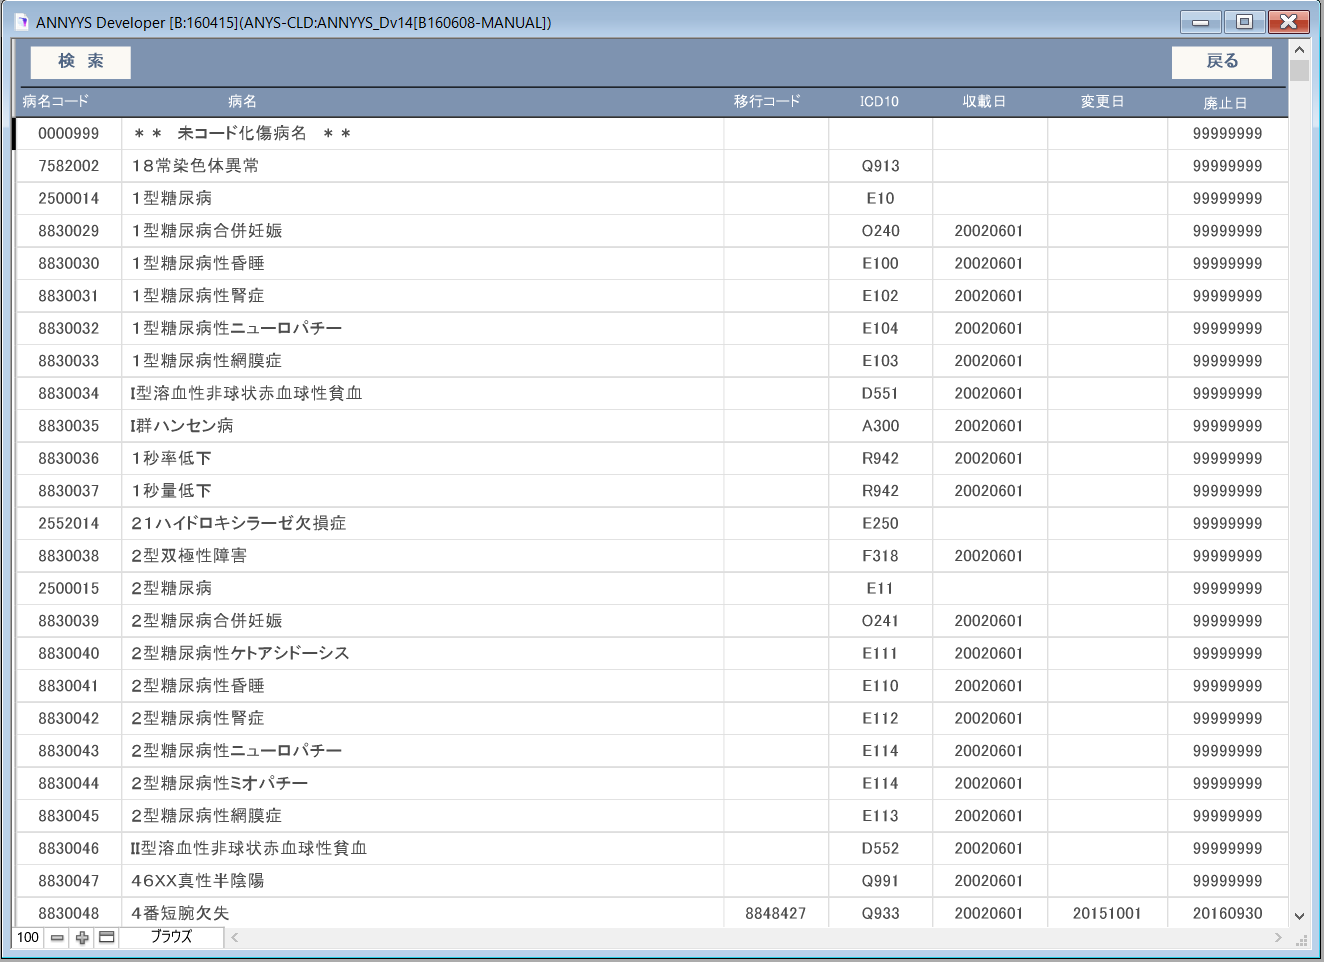 ANNYYS Developer [B:160415](ANYS-CLD:ANNYYS_Dv14[B160608-MANUAL])
検 索 戻る
病名コード 病名 移行コード ICD10 収載日 変更日 廃止日
0000999 ＊＊ 未コード化傷病名 ＊＊ 99999999
7582002 １８常染色体異常 Q913 99999999
2500014 １型糖尿病 E10 99999999
8830029 １型糖尿病合併妊娠 O240 20020601 99999999
8830030 １型糖尿病性昏睡 E100 20020601 99999999
8830031 １型糖尿病性腎症 E102 20020601 99999999
8830032 １型糖尿病性ニューロパチー E104 20020601 99999999
8830033 １型糖尿病性網膜症 E103 20020601 99999999
8830034 Ⅰ型溶血性非球状赤血球性貧血 D551 20020601 99999999
8830035 Ⅰ群ハンセン病 A300 20020601 99999999
8830036 １秒率低下 R942 20020601 99999999
8830037 １秒量低下 R942 20020601 99999999
2552014 ２１ハイドロキシラーゼ欠損症 E250 99999999
8830038 ２型双極性障害 F318 20020601 99999999
2500015 ２型糖尿病 E11 99999999
8830039 ２型糖尿病合併妊娠 O241 20020601 99999999
8830040 ２型糖尿病性ケトアシドーシス E111 20020601 99999999
8830041 ２型糖尿病性昏睡 E110 20020601 99999999
8830042 ２型糖尿病性腎症 E112 20020601 99999999
8830043 ２型糖尿病性ニューロパチー E114 20020601 99999999
8830044 ２型糖尿病性ミオパチー E114 20020601 99999999
8830045 ２型糖尿病性網膜症 E113 20020601 99999999
8830046 Ⅱ型溶血性非球状赤血球性貧血 D552 20020601 99999999
8830047 ４６ＸＸ真性半陰陽 Q991 20020601 99999999
8830048 ４番短腕欠失 8848427 Q933 20020601 20151001 20160930
100 ブラウズ